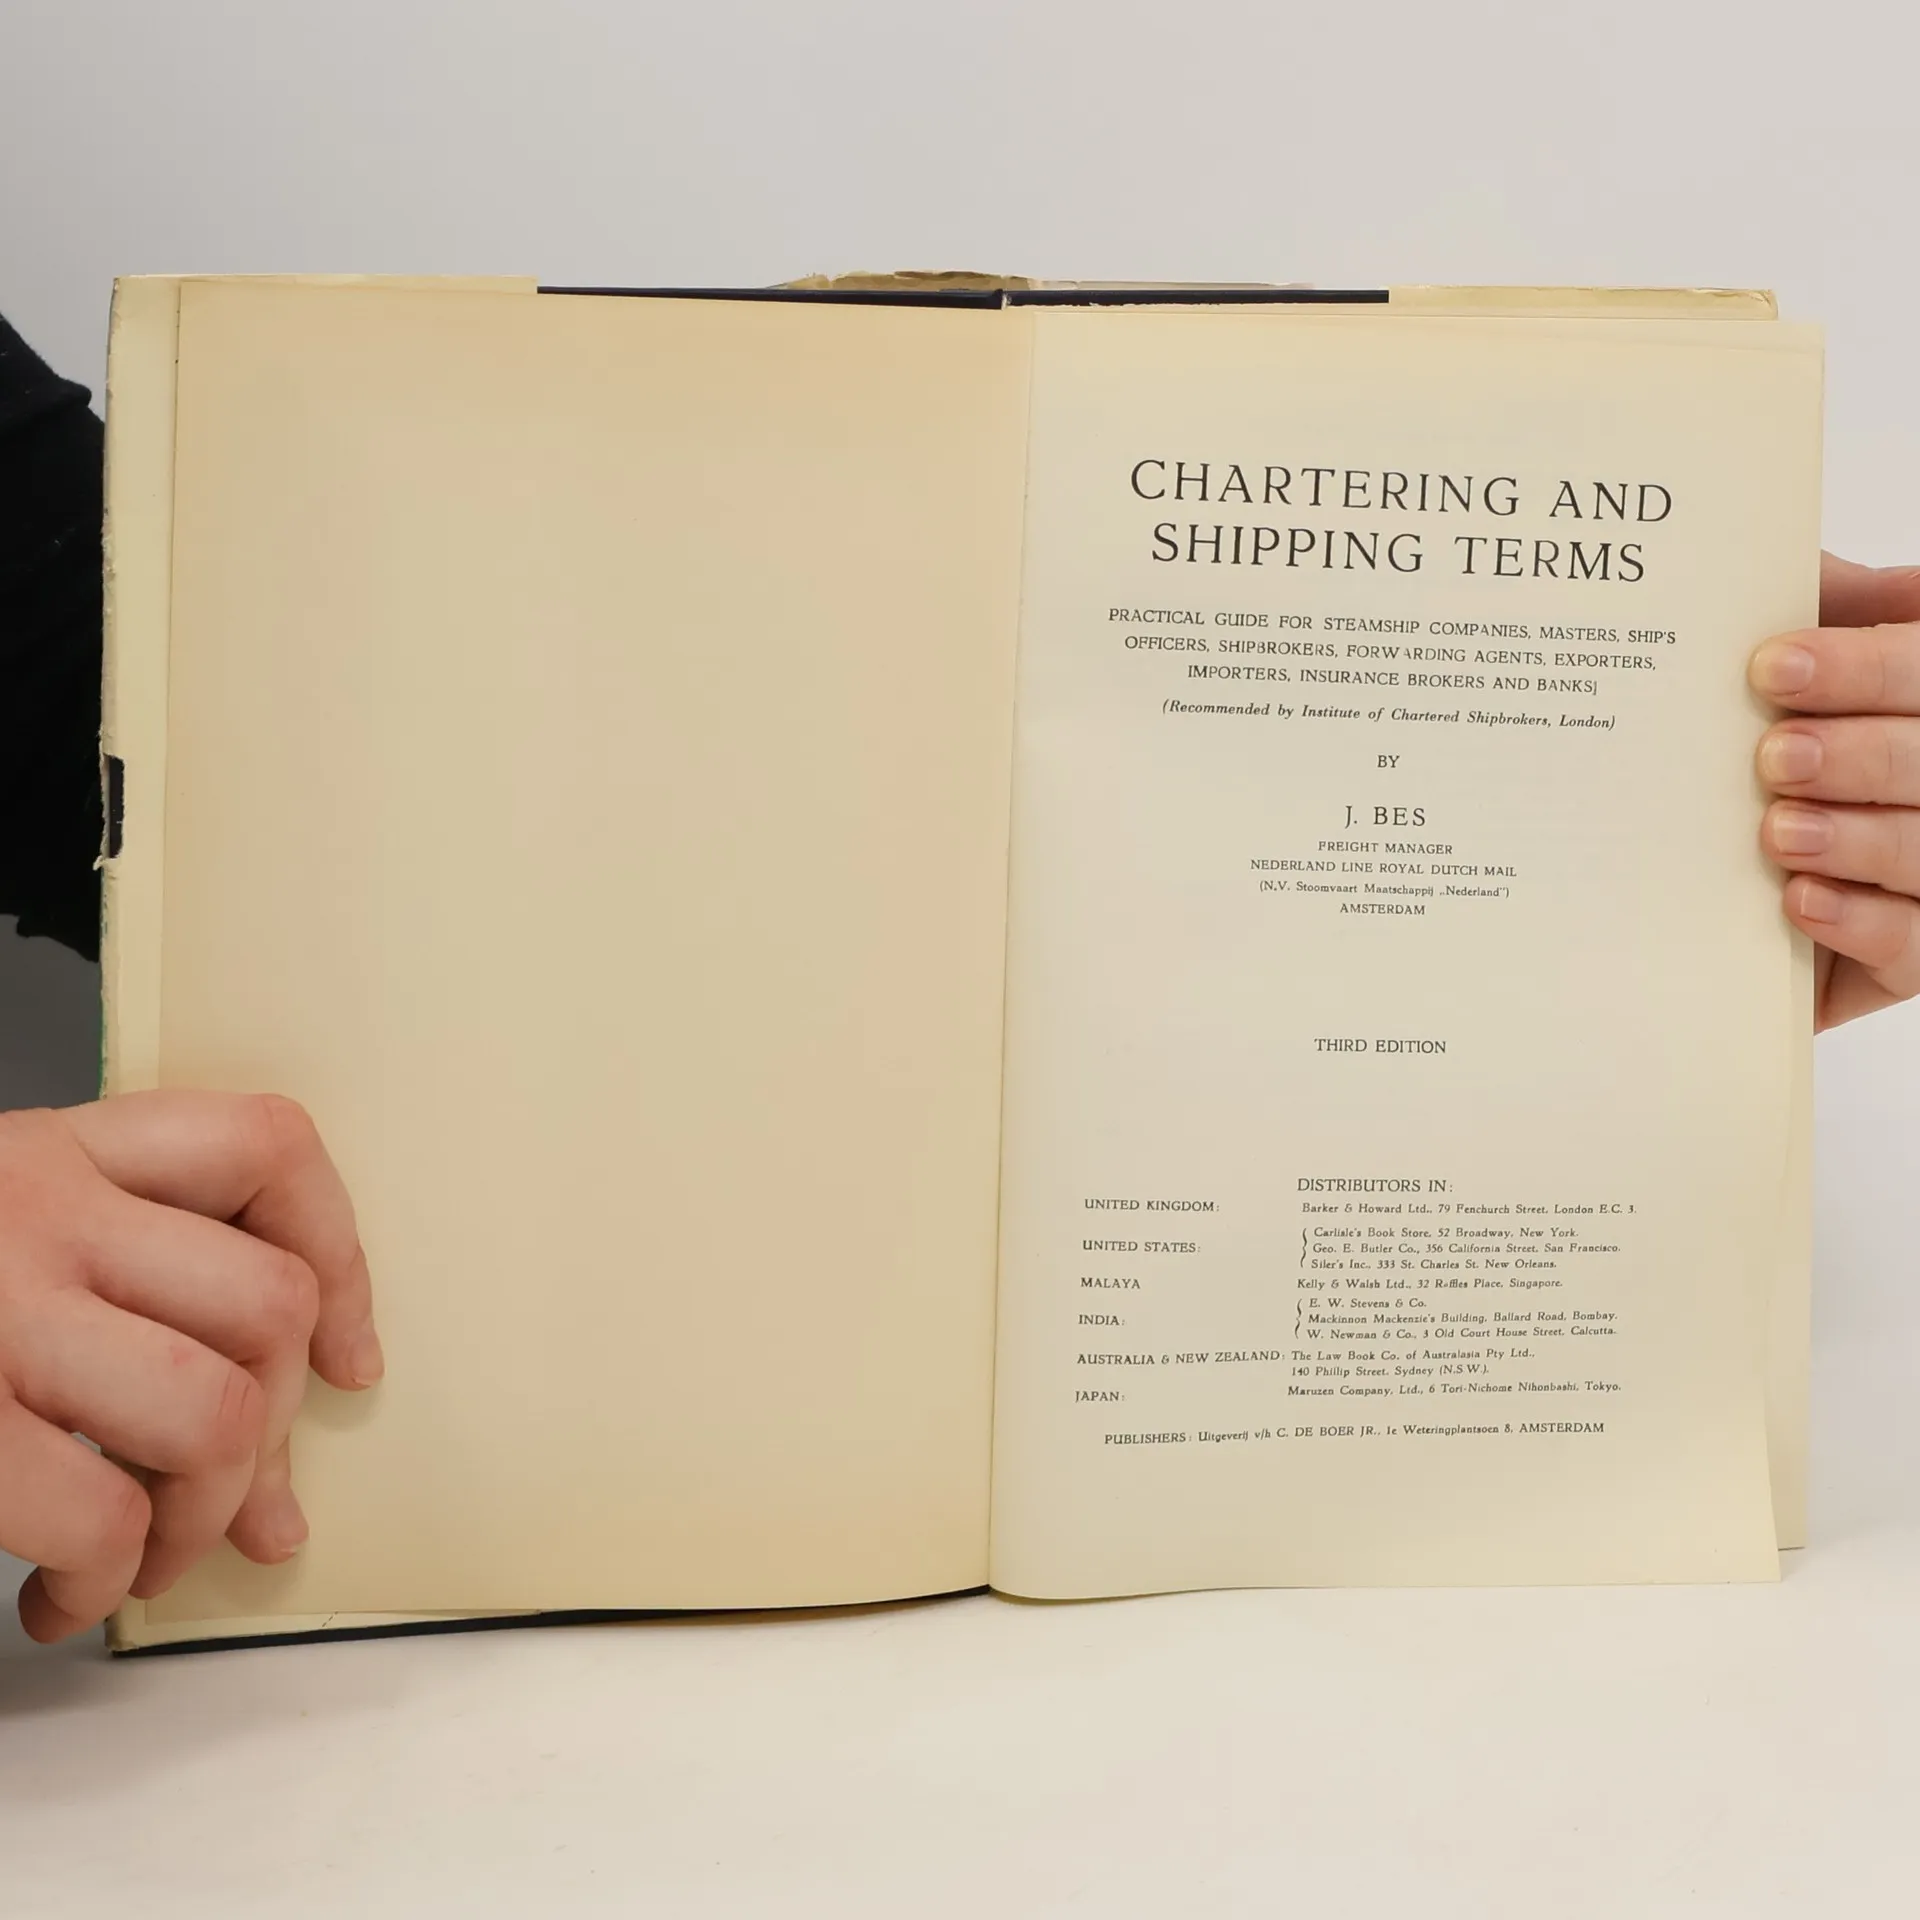 CHARTERING AND
SHIPPING TERMS
PRACTICAL GUIDE FOR STEAMSHIP COMPANIES, MASTERS, SHIP'S
OFFICERS, SHIPBROKERS, FORWARDING AGENTS, EXPORTERS,
IMPORTERS, INSURANCE BROKERS AND BANKS]
(Recommended by Institute of Chartered Shipbrokers, London)
BY
J. BES
FREIGHT MANAGER
NEDERLAND LINE ROYAL DUTCH MAIL
(N.V. Stoomvaart Maatschappij „Nederland")
AMSTERDAM
THIRD EDITION
DISTRIBUTORS IN:
UNITED KINGDOM: Barker & Howard Ltd., 79 Fenchurch Street, London E.C. 3.
Carlisle's Book Store, 52 Broadway, New York.
UNITED STATES: Geo. E. Butler Co., 356 California Street, San Francisco.
Siler's Inc., 333 St. Charles St. New Orleans.
MALAYA Kelly & Walsh Ltd., 32 Raffles Place, Singapore.
E. W. Stevens & Co.
INDIA: Mackinnon Mackenzie's Building, Ballard Road, Bombay.
W. Newman & Co., 3 Old Court House Street, Calcutta.
AUSTRALIA & NEW ZEALAND: The Law Book Co. of Australasia Pty Ltd.,
140 Phillip Street, Sydney (N.S.W.).
JAPAN: Maruzen Company, Ltd., 6 Tori-Nichome Nihonbashi, Tokyo.
PUBLISHERS: Uitgeverij v/h C. DE BOER JR., 1e Weteringplantsoen 8, AMSTERDAM